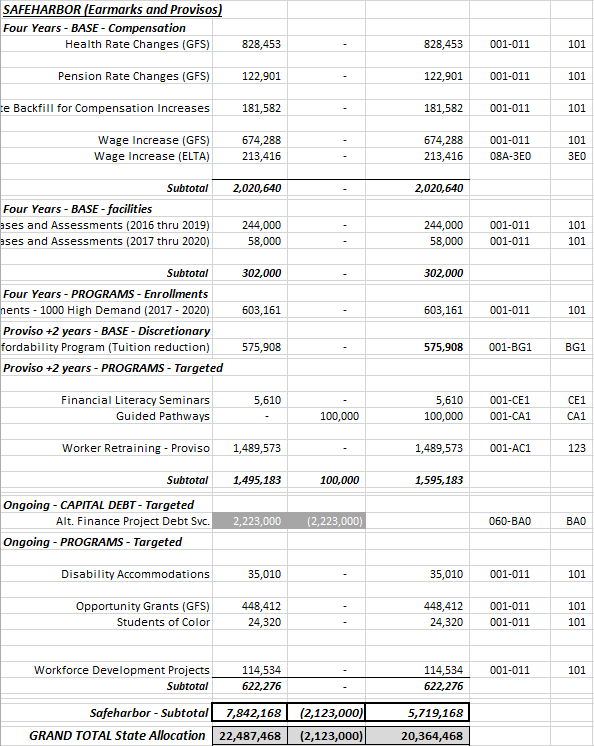 SAFEHARBOR (Earmarks and Provisos)
Four Years - BASE - Compensation
Health Rate Changes (GFS) 828,453 - 828,453 001-011 101
Pension Rate Changes (GFS) 122,901 - 122,901 001-011 101
te Backfill for Compensation Increases 181,582 - 181,582 001-011 101
Wage Increase (GFS) 674,288 - 674,288 001-011 101
Wage Increase (ELTA) 213,416 - 213,416 08A-3E0 3E0
Subtotal 2,020,640 - 2,020,640
Four Years - BASE - facilities
ases and Assessments (2016 thru 2019) 244,000 - 244,000 001-011 101
ases and Assessments (2017 thru 2020) 58,000 - 58,000 001-011 101
Subtotal 302,000 - 302,000
Four Years - PROGRAMS - Enrollments
ments - 1000 High Demand (2017 - 2020) 603,161 - 603,161 001-011 101
Proviso +2 years - BASE - Discretionary
fordability Program (Tuition reduction) 575,908 - 575,908 001-BG1 BG1
Proviso +2 years - PROGRAMS - Targeted
Financial Literacy Seminars 5,610 - 5,610 001-CE1 CE1
Guided Pathways - 100,000 100,000 001-CA1 CA1
Worker Retraining - Proviso 1,489,573 - 1,489,573 001-AC1 123
Subtotal 1,495,183 100,000 1,595,183
Ongoing - CAPITAL DEBT - Targeted
Alt. Finance Project Debt Svc. 2,223,000 (2,223,000) 060-BA0 BA0
Ongoing - PROGRAMS - Targeted
Disability Accommodations 35,010 - 35,010 001-011 101
Opportunity Grants (GFS) 448,412 - 448,412 001-011 101
Students of Color 24,320 - 24,320 001-011 101
Workforce Development Projects 114,534 - 114,534 001-011 101
Subtotal 622,276 - 622,276
Safeharbor - Subtotal 7,842,168 (2,123,000) 5,719,168
GRAND TOTAL State Allocation 22,487,468 (2,123,000) 20,364,468